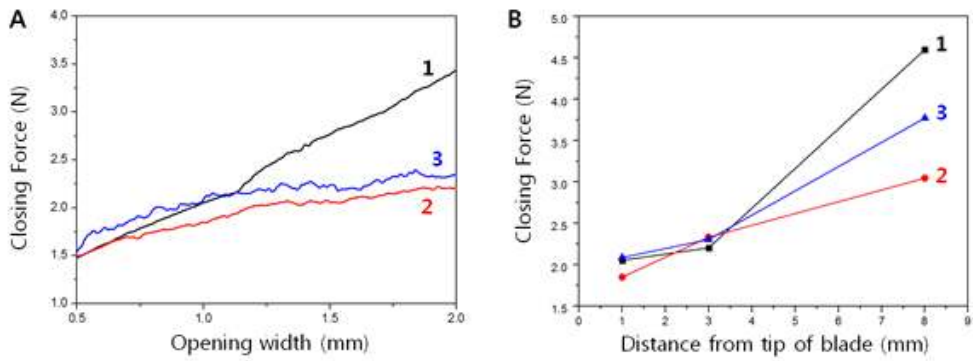 A
4.0
3.5
3.0
2.5
2.0
1.5
1.0
Closing Force (N)
1
3
2
0.5 1.0 1.5 2.0
Opening width (mm)
B
5.0
4.5
4.0
3.5
3.0
2.5
2.0
1.5
Closing Force (N)
1
3
2
0 1 2 3 4 5 6 7 8 9
Distance from tip of blade (mm)